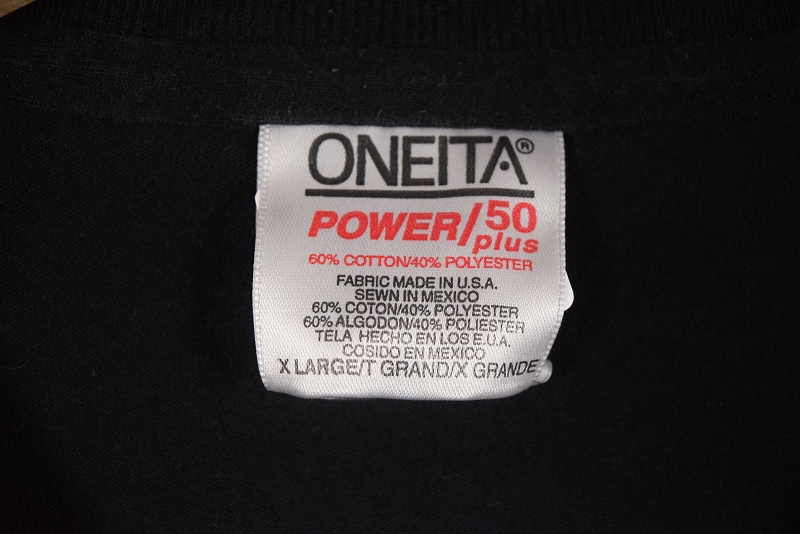 ONEITA®
POWER/50 plus
60% COTTON/40% POLYESTER
FABRIC MADE IN U.S.A.
SEWN IN MEXICO
60% COTON/40% POLYESTER
60% ALGODON/40% POLIESTER
TELA HECHO EN LOS E.U.A.
COSIDO EN MEXICO
X LARGE/T GRAND/X GRANDE